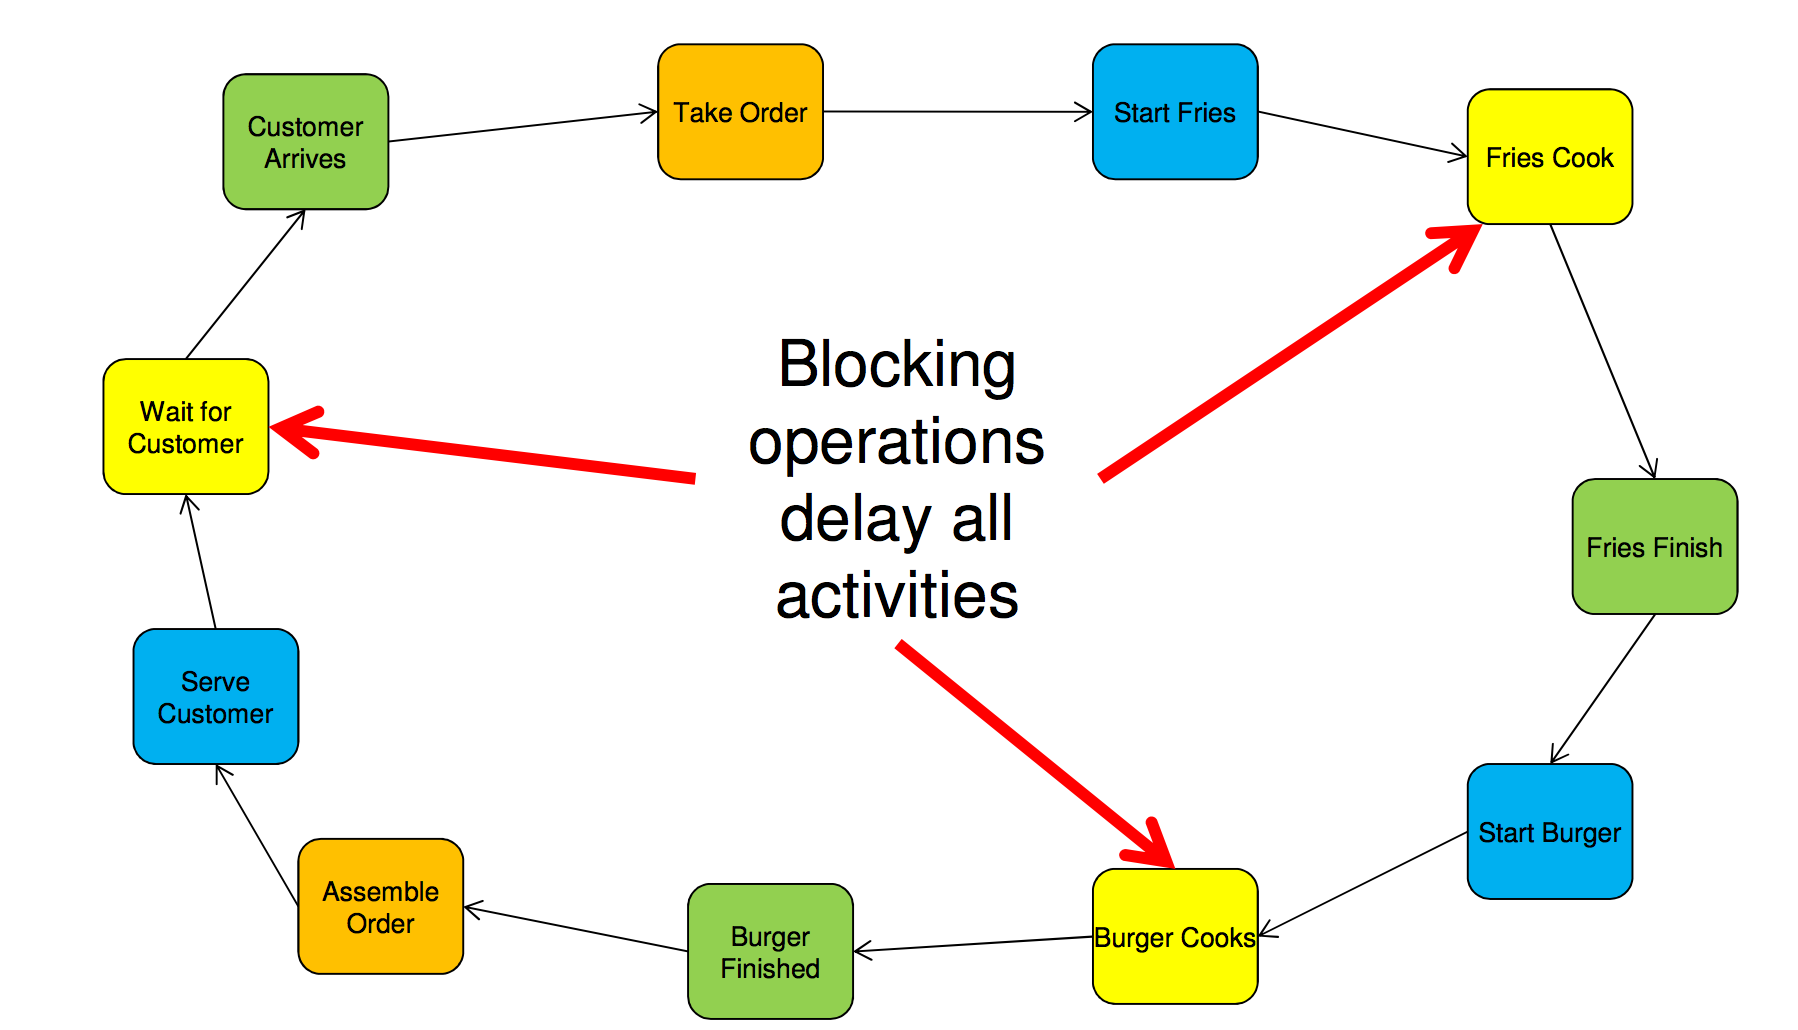 Customer
Arrives
Take Order
Start Fries
Fries Cook
Fries Finish
Start Burger
Burger Cooks
Burger
Finished
Assemble
Order
Serve
Customer
Wait for
Customer
Blocking
operations
delay all
activities